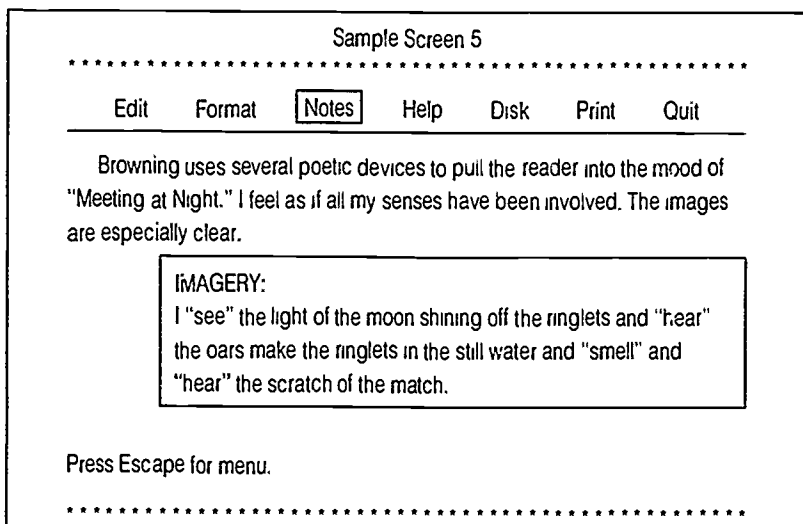 Sample Screen 5
Edit Format Notes Help Disk Print Quit
Browning uses several poetic devices to pull the reader into the mood of
"Meeting at Night." I feel as if all my senses have been involved. The images
are especially clear.
IMAGERY:
I "see" the light of the moon shining off the ringlets and "hear"
the oars make the ringlets in the still water and "smell" and
"hear" the scratch of the match.
Press Escape for menu.